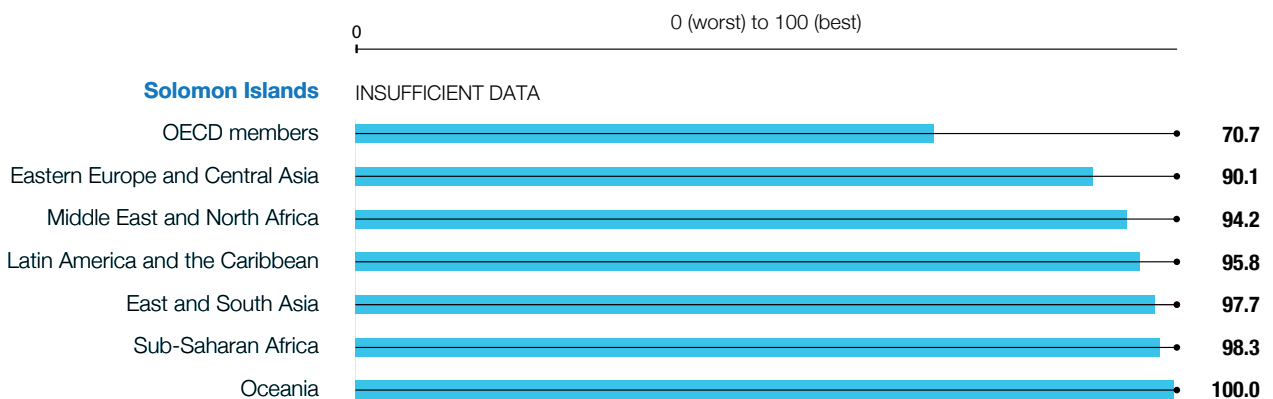 0 (worst) to 100 (best)
0
Solomon Islands INSUFFICIENT DATA
OECD members 70.7
Eastern Europe and Central Asia 90.1
Middle East and North Africa 94.2
Latin America and the Caribbean 95.8
East and South Asia 97.7
Sub-Saharan Africa 98.3
Oceania 100.0